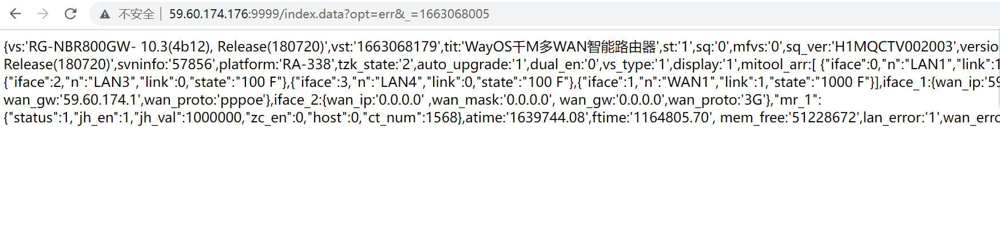 不安全 | 59.60.174.176:9999/index.data?opt=err&_=1663068005
{vs:'RG-NBR800GW- 10.3(4b12), Release(180720)',vst:'1663068179',tit:'WayOS千M多WAN智能路由器',st:'1',sq:'0',mfvs:'0',sq_ver:'H1MQCTV002003',versio
Release(180720)',svninfo:'57856',platform:'RA-338',tzk_state:'2',auto_upgrade:'1',dual_en:'0',vs_type:'1',display:'1',mitool_arr:[ {"iface":0,"n":"LAN1","link":1
{"iface":2,"n":"LAN3","link":0,"state":"100 F"},{"iface":3,"n":"LAN4","link":0,"state":"100 F"},{"iface":1,"n":"WAN1","link":1,"state":"1000 F"}],iface_1:{wan_ip:'59
wan_gw:'59.60.174.1',wan_proto:'pppoe'},iface_2:{wan_ip:'0.0.0.0' ,wan_mask:'0.0.0.0', wan_gw:'0.0.0.0',wan_proto:'3G'},"mr_1":
{"status":1,"jh_en":1,"jh_val":1000000,"zc_en":0,"host":0,"ct_num":1568},atime:'1639744.08',ftime:'1164805.70', mem_free:'51228672',lan_error:'1',wan_erro